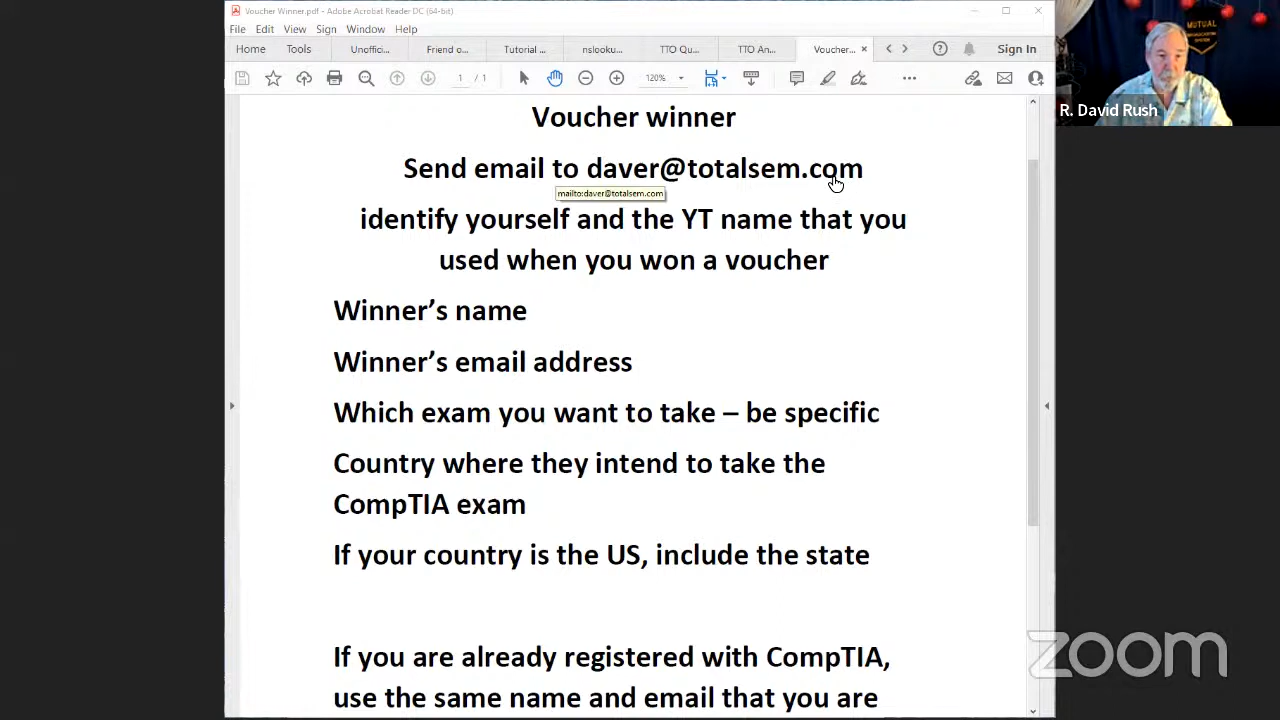 Voucher Winner.pdf - Adobe Acrobat Reader DC (64-bit)
File Edit View Sign Window Help
Home Tools Unoffici... Friend o... ...utorial ... nslooku... TTO Qu... TTO An... Voucher... × Sign In
1 / 1 120%
MUTUAL
BROADCASTING
SYSTEM
R. David Rush
Voucher winner
Send email to daver@totalsem.com
mailto:daver@totalsem.com
identify yourself and the YT name that you
used when you won a voucher
Winner’s name
Winner’s email address
Which exam you want to take – be specific
Country where they intend to take the
CompTIA exam
If your country is the US, include the state
If you are already registered with CompTIA,
use the same name and email that you are
zoom